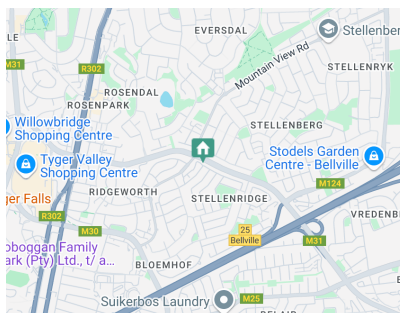 EVERSDAL
Stellenber
Mountain View Rd
M31
R302
STELLENRYK
ROSENDAL
ROSENPARK
Willowbridge
Shopping Centre
STELLENBERG
Stodels Garden
Centre - Bellville
Tyger Valley
Shopping Centre
M124
RIDGEWORTH
ger Falls
STELLENRIDGE
R302
VREDENB
M30
25
Bellville
M31
oboggan Family
ark (Pty) Ltd., t/ a...
BLOEMHOF
Suikerbos Laundry
M25
BELAIR